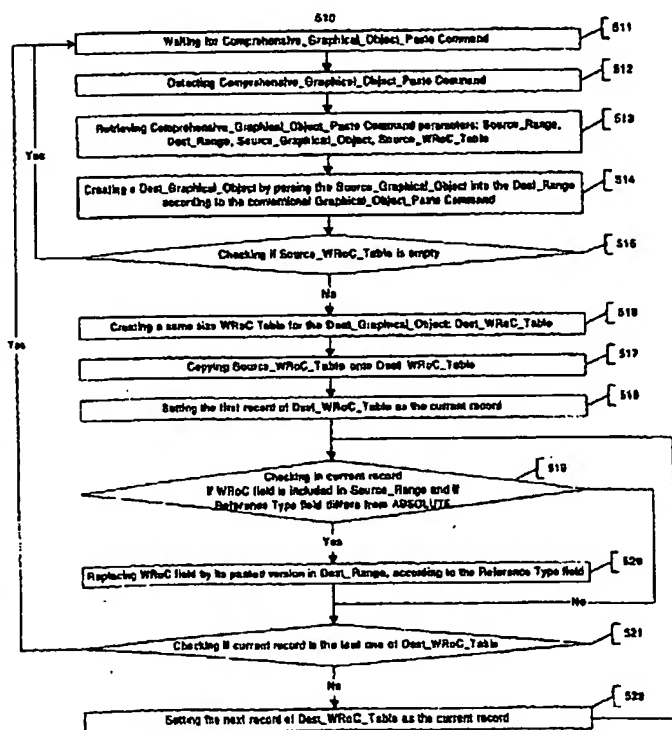 510
Waiting for Comprehensive_Graphical_Object_Paste Command
511
Detecting Comprehensive_Graphical_Object_Paste Command
512
Retrieving Comprehensive_Graphical_Object_Paste Command parameters: Source_Range,
Dest_Range, Source_Graphical_Object, Source_WRoC_Table
513
Yes
Creating a Dest_Graphical_Object by parsing the Source_Graphical_Object into the Dest_Range
according to the conventional Graphical_Object_Paste Command
514
Checking if Source_WRoC_Table is empty
515
No
Yes
Creating a same size WRoC Table for the Dest_Graphical_Object: Dest_WRoC_Table
516
Copying Source_WRoC_Table onto Dest_WRoC_Table
517
Setting the first record of Dest_WRoC_Table as the current record
518
Checking in current record
if WRoC field is included in Source_Range and if
Reference Type field differs from ABSOLUTE
519
Yes
Replacing WRoC field by its pasted version in Dest_Range, according to the Reference Type field
520
No
Checking if current record is the last one of Dest_WRoC_Table
521
No
Setting the next record of Dest_WRoC_Table as the current record
522